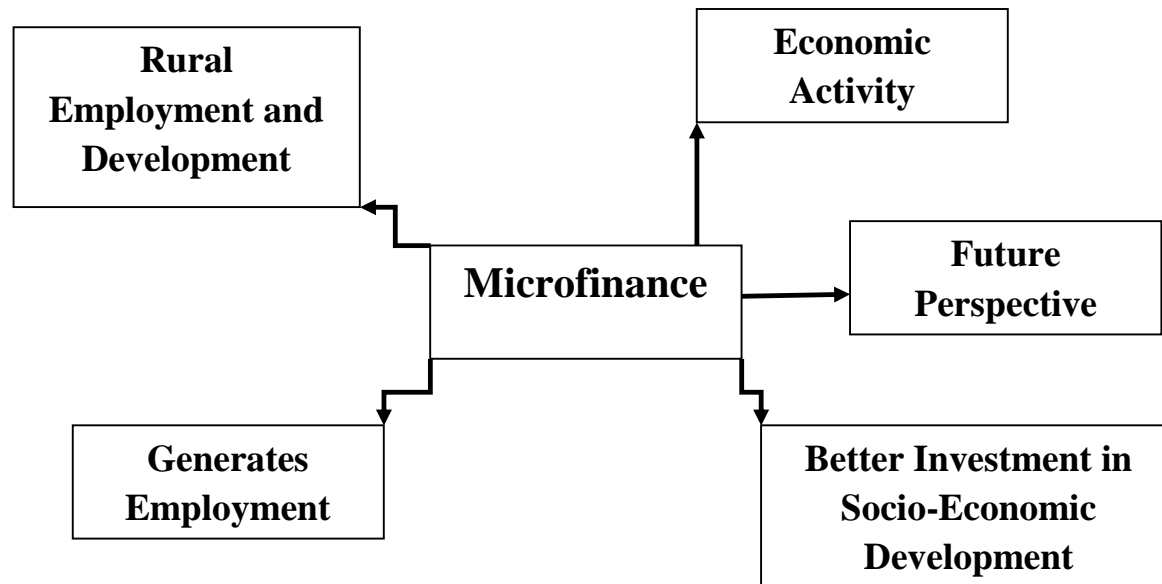 Rural
Employment and
Development
Economic
Activity
Microfinance
Future
Perspective
Generates
Employment
Better Investment in
Socio-Economic
Development